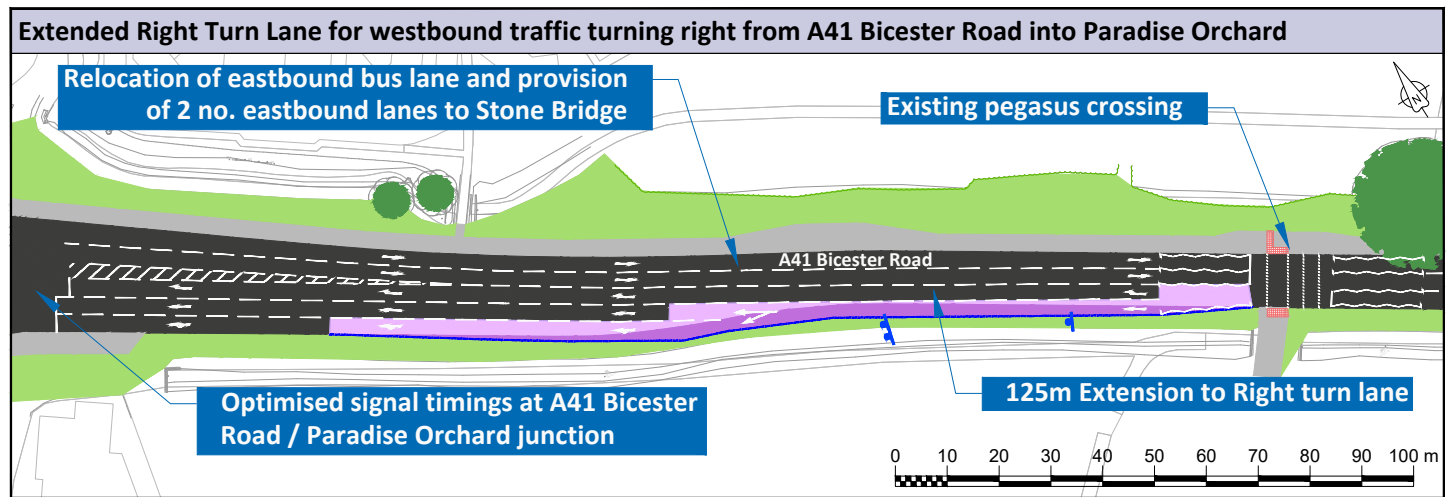 Extended Right Turn Lane for westbound traffic turning right from A41 Bicester Road into Paradise Orchard
Relocation of eastbound bus lane and provision
of 2 no. eastbound lanes to Stone Bridge
Existing pegasus crossing
N
A41 Bicester Road
Optimised signal timings at A41 Bicester
Road / Paradise Orchard junction
125m Extension to Right turn lane
0 10 20 30 40 50 60 70 80 90 100 m